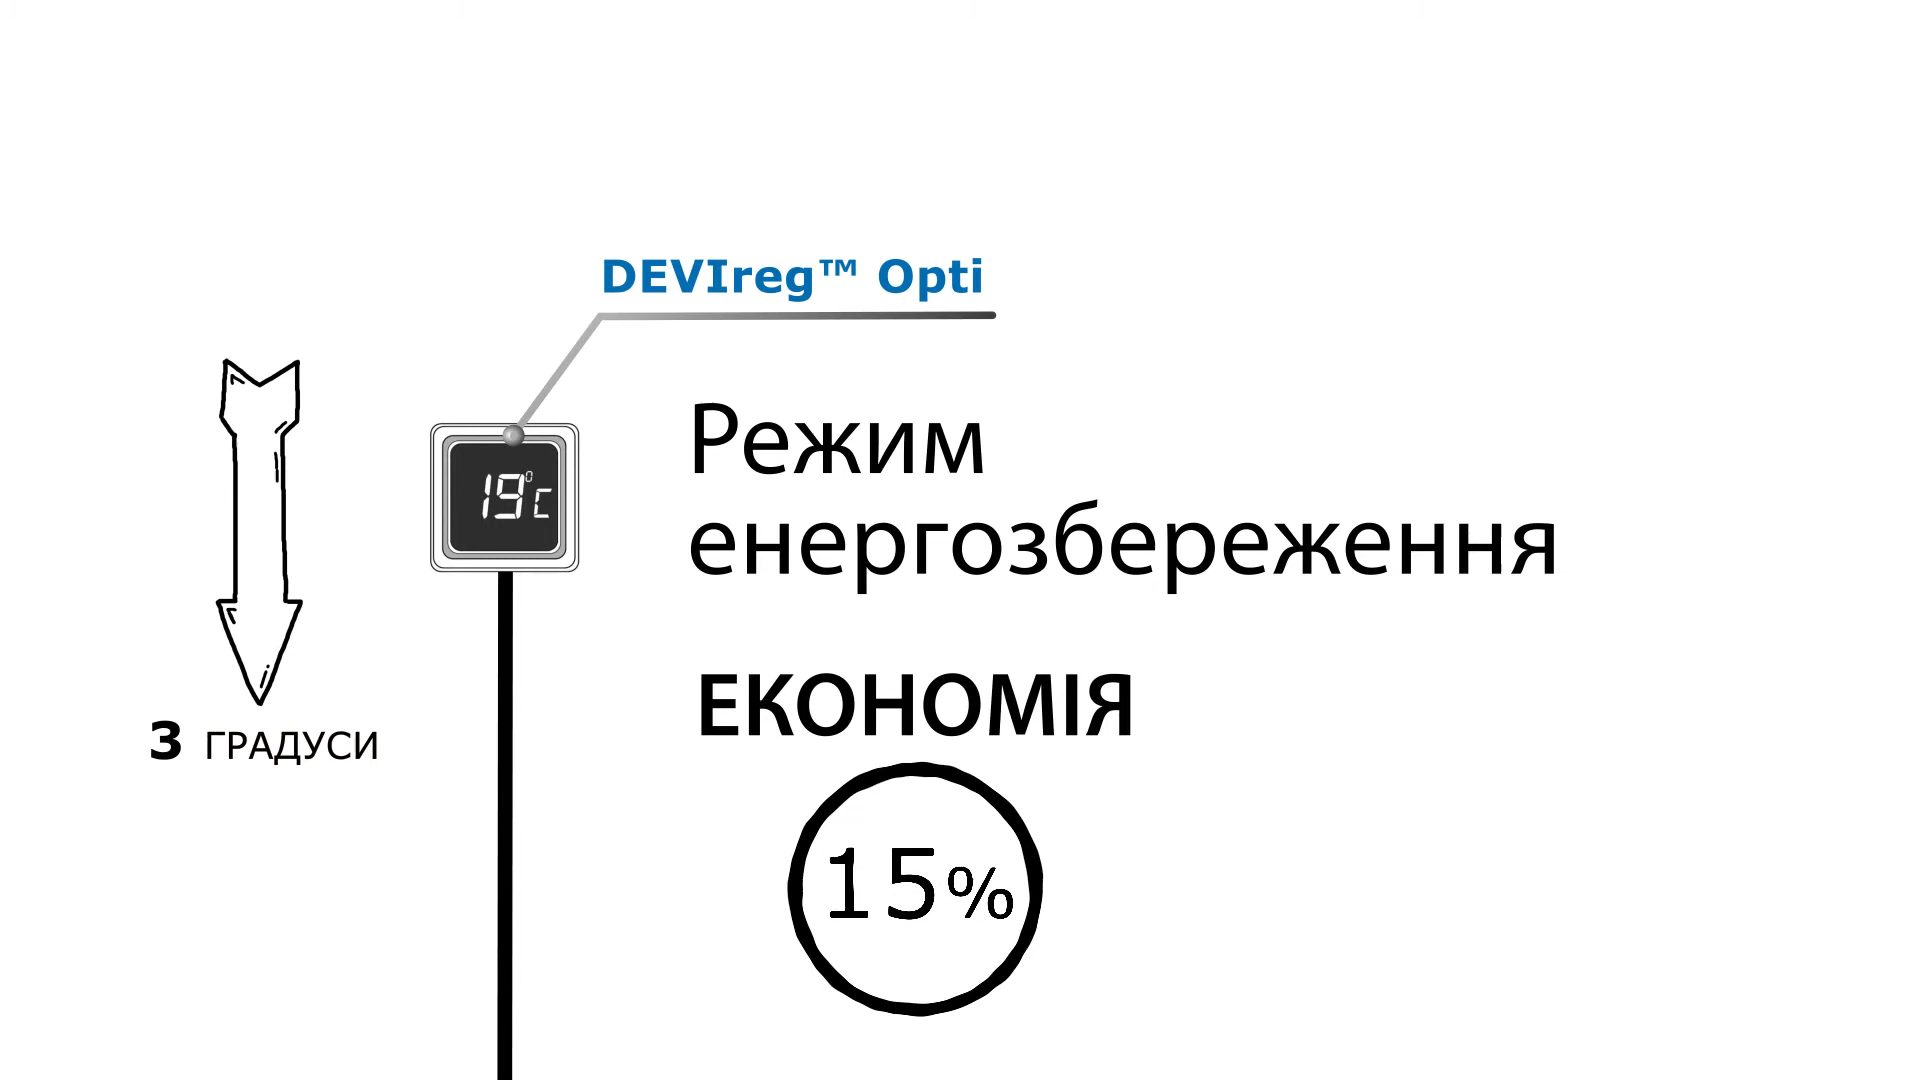 DEVIreg™ Opti
19°C
Режим
енергозбереження
ЕКОНОМІЯ
15%
3 ГРАДУСИ